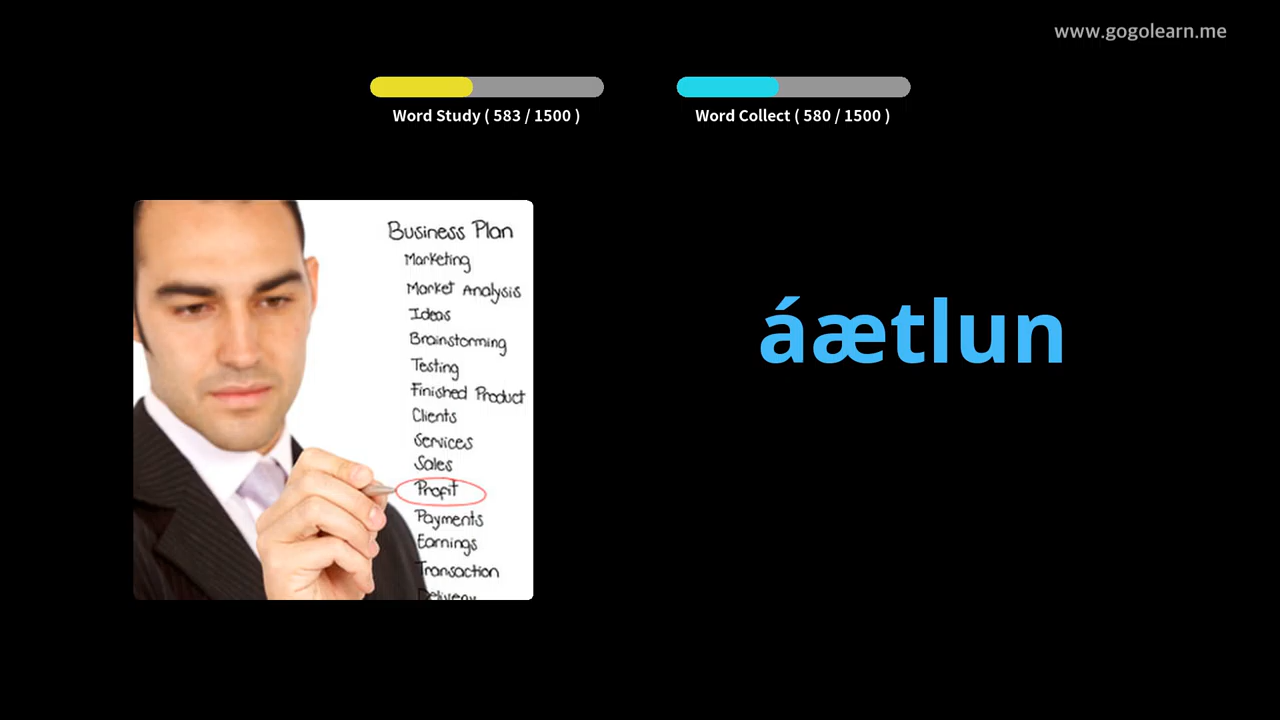 www.gogolearn.me
Word Study ( 583 / 1500 )
Word Collect ( 580 / 1500 )
Business Plan
Marketing
Market Analysis
Ideas
Brainstorming
Testing
Finished Product
Clients
Services
Sales
Profit
Payments
Earnings
Transaction
Delivery
áætlun